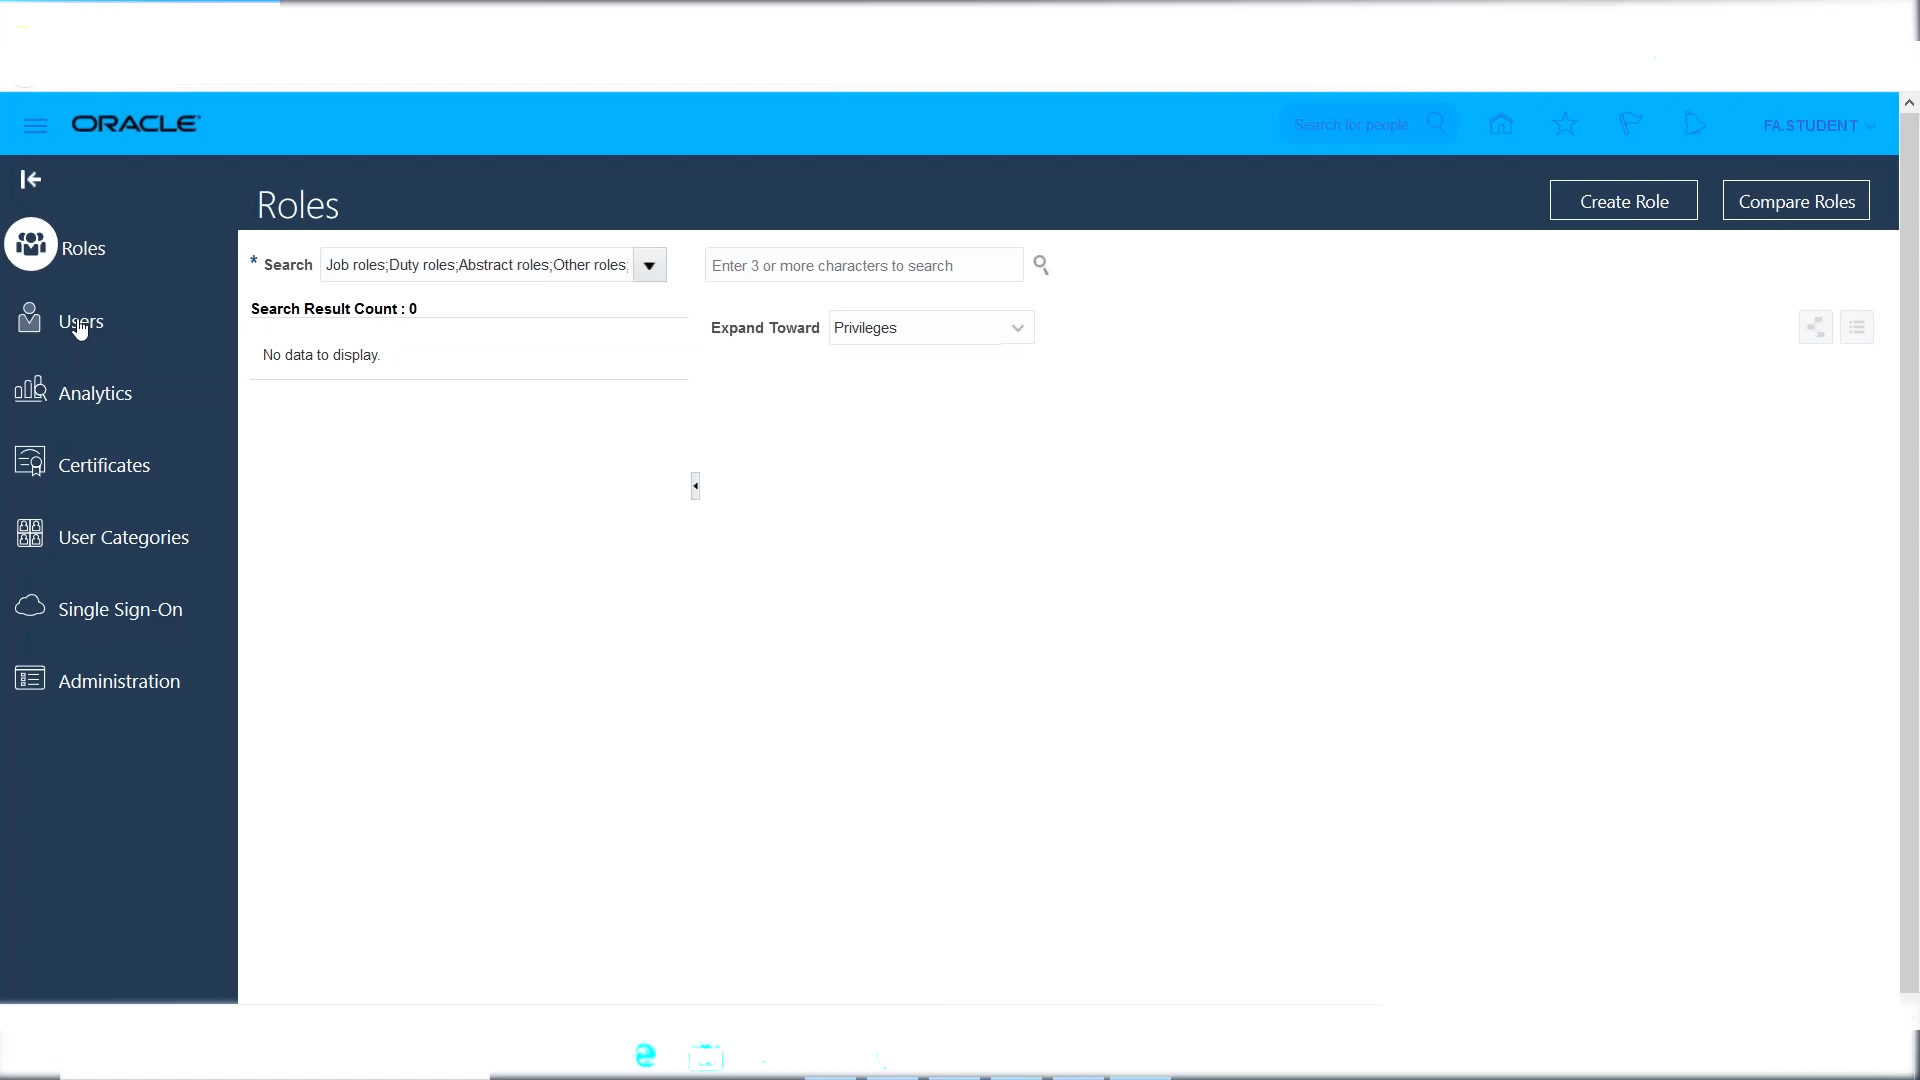 ORACLE
Search for people
FA.STUDENT
Roles
Create Role
Compare Roles
Roles
Users
Analytics
Certificates
User Categories
Single Sign-On
Administration
* Search
Job roles;Duty roles;Abstract roles;Other roles;
Enter 3 or more characters to search
Search Result Count : 0
No data to display.
Expand Toward
Privileges